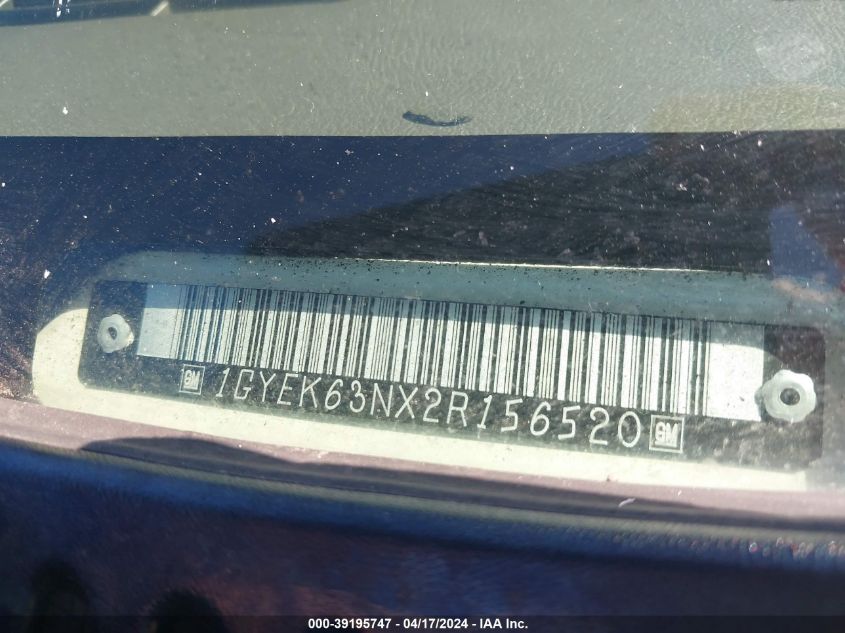 GM 1GYEK63NX2R156520 GM
000-39195747 - 04/17/2024 - IAA Inc.